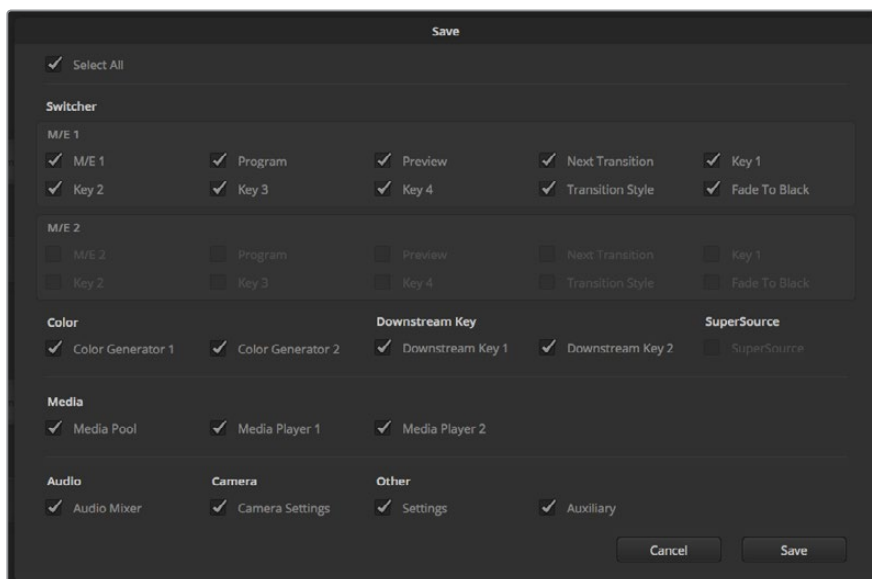 Save
Select All
Switcher
M/E 1
M/E 1 Program Preview Next Transition Key 1
Key 2 Key 3 Key 4 Transition Style Fade To Black
M/E 2
M/E 2 Program Preview Next Transition Key 1
Key 2 Key 3 Key 4 Transition Style Fade To Black
Color Downstream Key SuperSource
Color Generator 1 Color Generator 2 Downstream Key 1 Downstream Key 2 SuperSource
Media
Media Pool Media Player 1 Media Player 2
Audio Camera Other
Audio Mixer Camera Settings Settings Auxiliary
Cancel Save